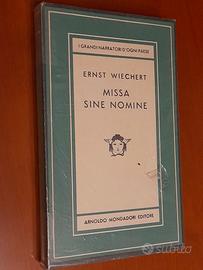 I GRANDI NARRATORI D'OGNI PAESE
ERNST WIECHERT
MISSA
SINE NOMINE
ARNOLDO MONDADORI EDITORE
subito